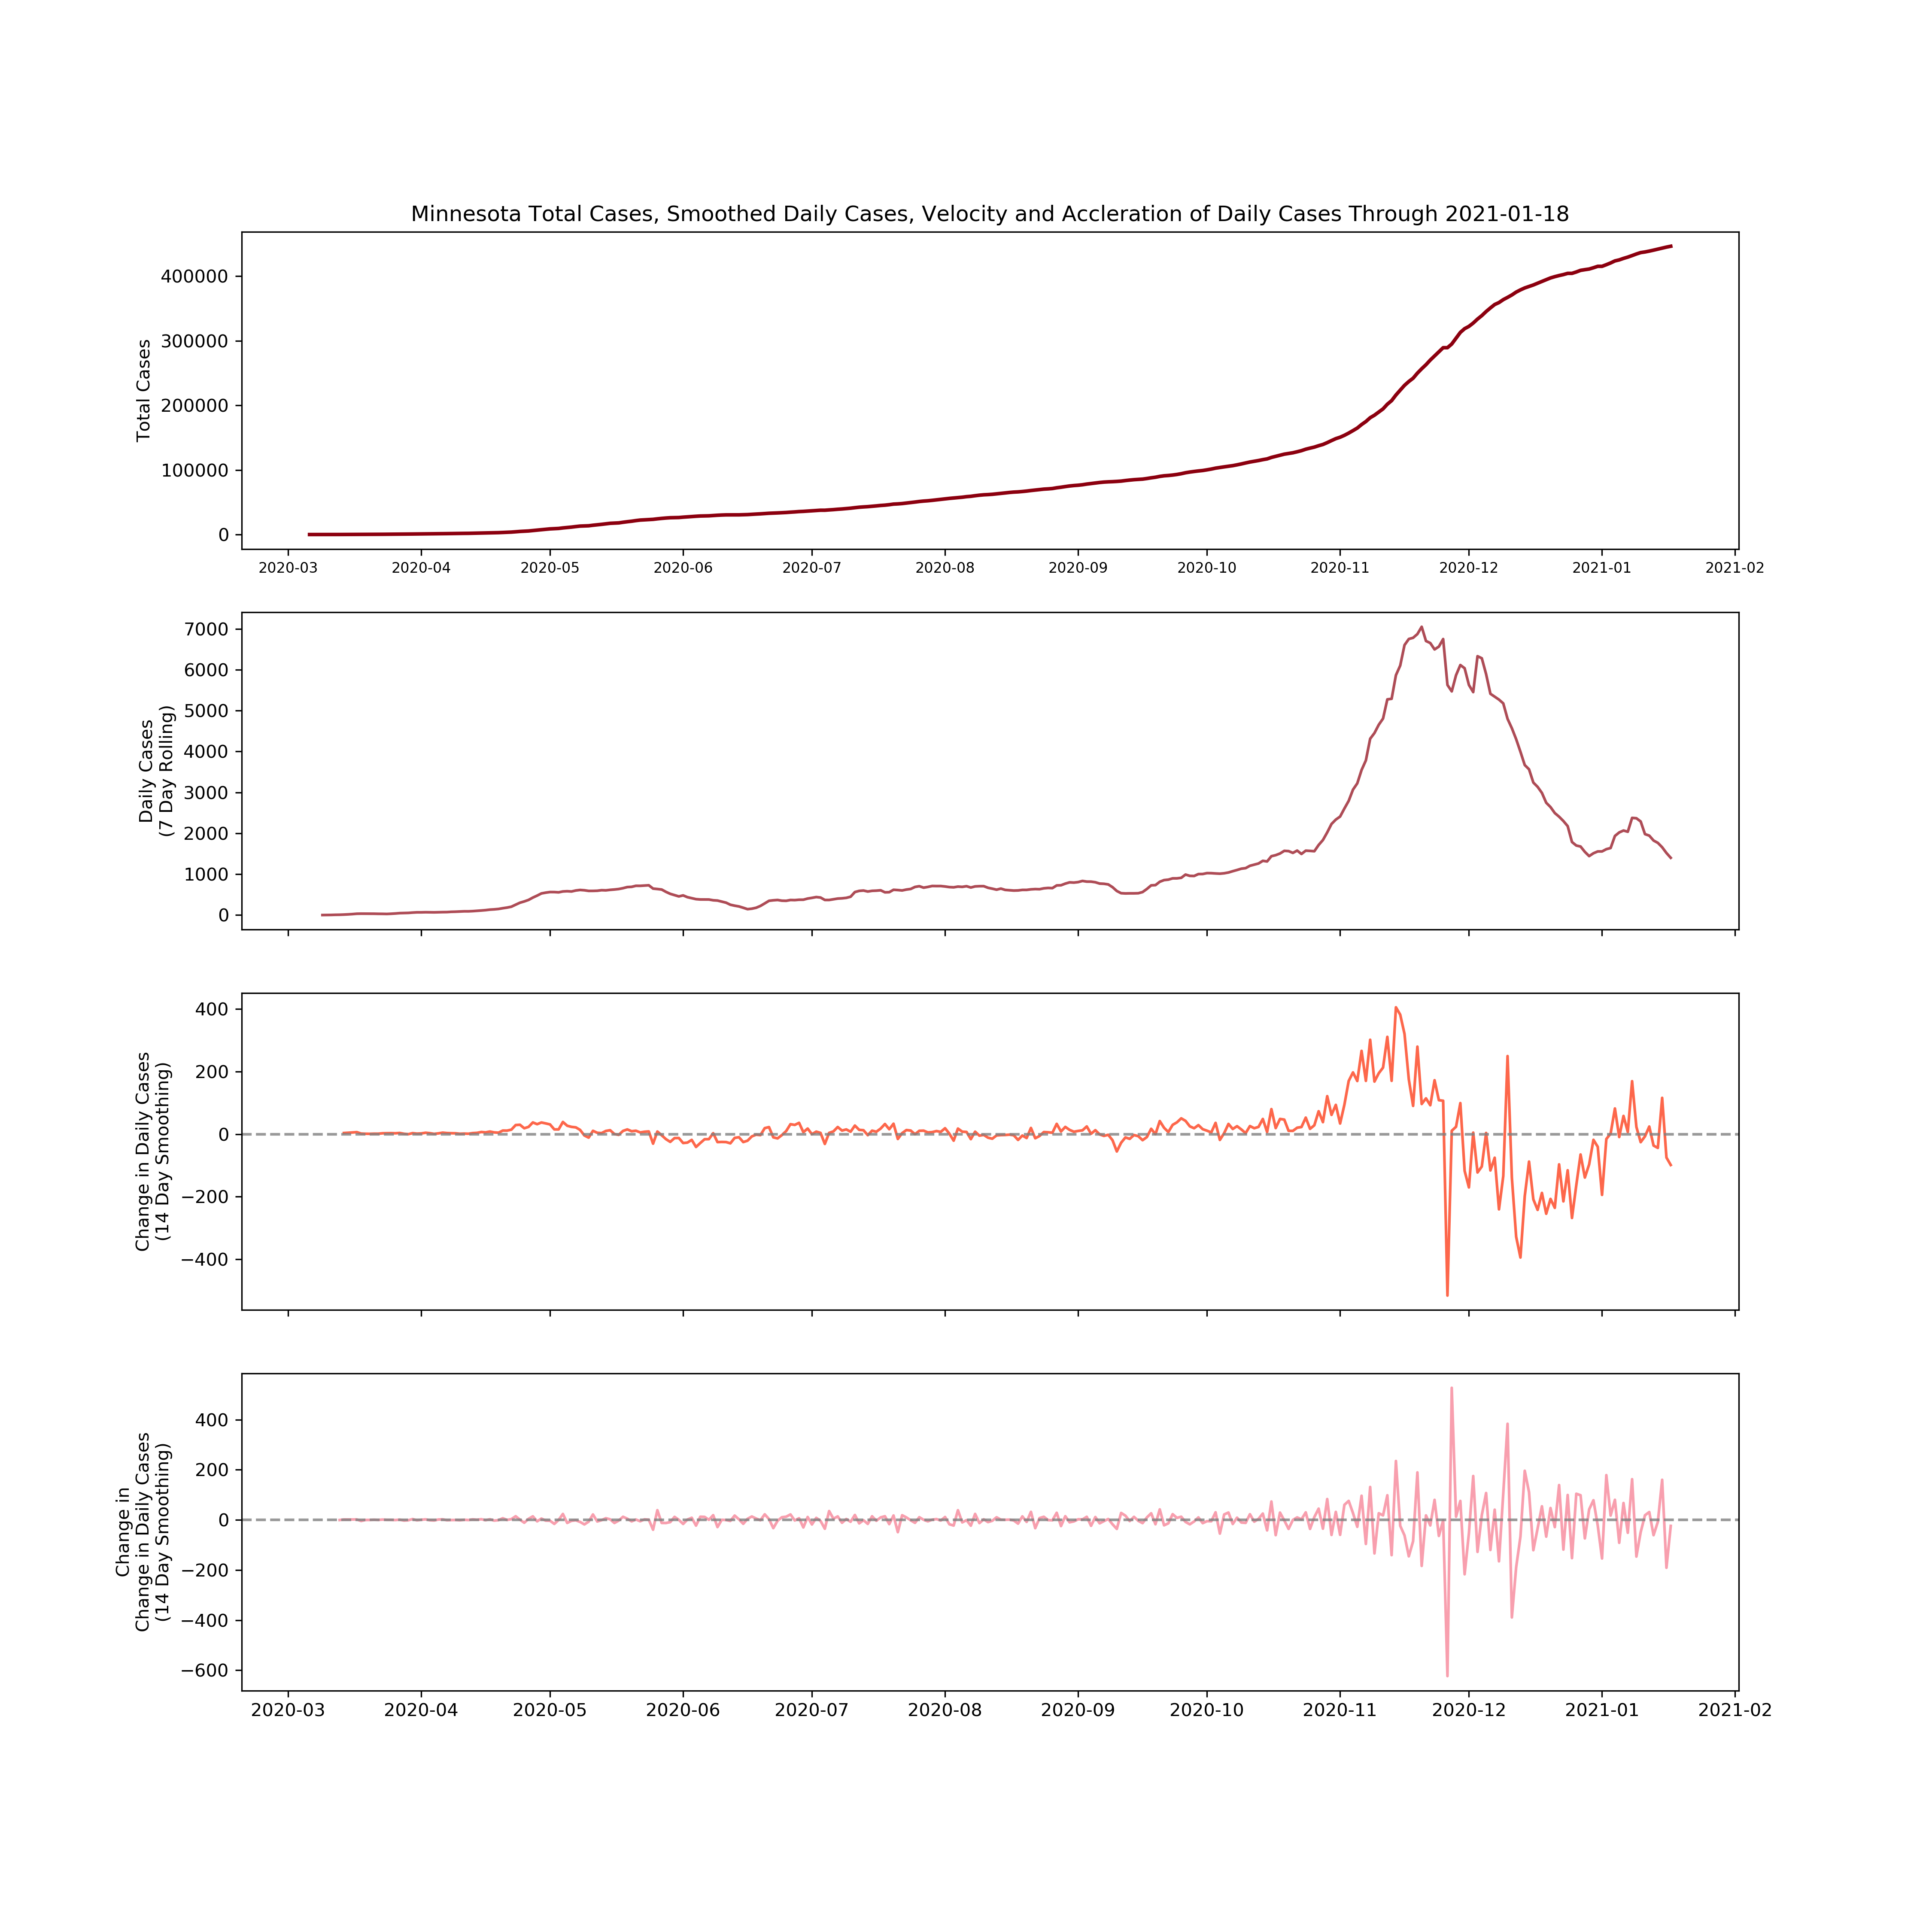 Minnesota Total Cases, Smoothed Daily Cases, Velocity and Accleration of Daily Cases Through 2021-01-18
Total Cases
400000
300000
200000
100000
0
2020-03 2020-04 2020-05 2020-06 2020-07 2020-08 2020-09 2020-10 2020-11 2020-12 2021-01 2021-02
Daily Cases
(7 Day Rolling)
7000
6000
5000
4000
3000
2000
1000
0
Change in Daily Cases
(14 Day Smoothing)
400
200
0
−200
−400
Change in
Change in Daily Cases
(14 Day Smoothing)
400
200
0
−200
−400
−600
2020-03 2020-04 2020-05 2020-06 2020-07 2020-08 2020-09 2020-10 2020-11 2020-12 2021-01 2021-02